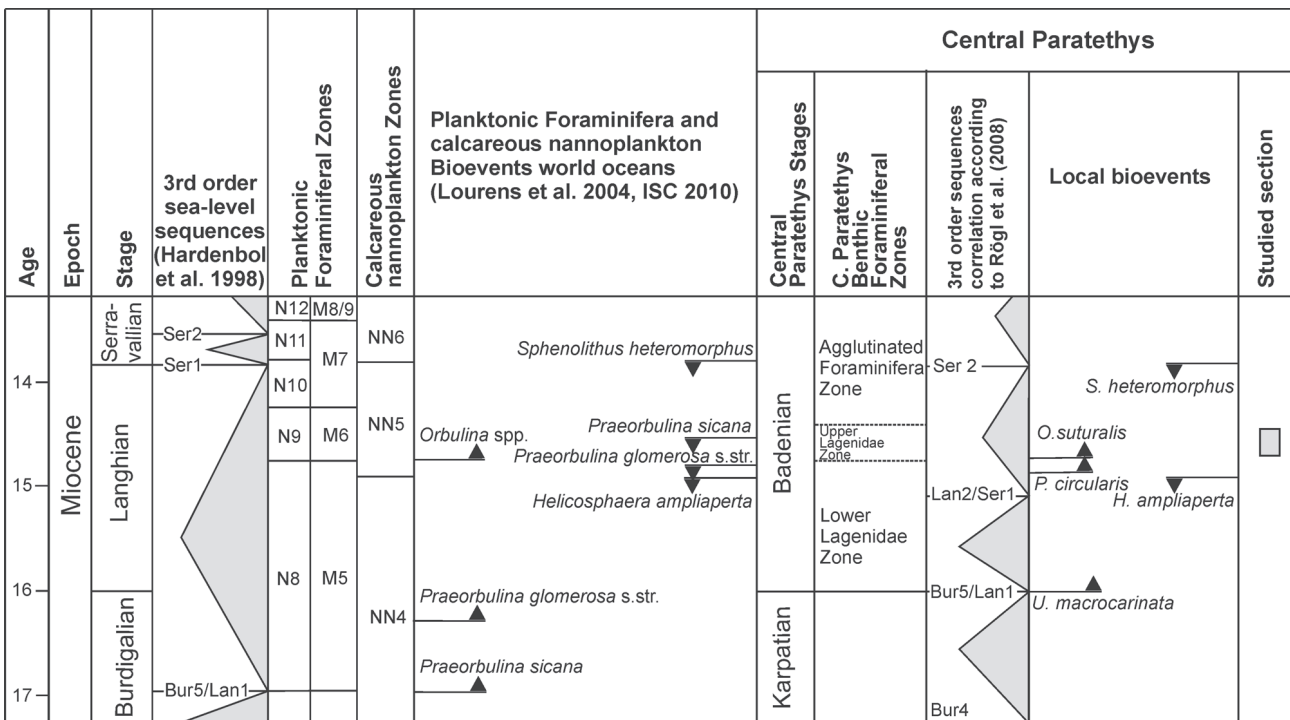 Central Paratethys
Age
Epoch
Stage
3rd order
sea-level
sequences
(Hardenbol
et al. 1998)
Planktonic
Foraminiferal Zones
Calcareous
nannoplankton Zones
Planktonic Foraminifera and
calcareous nannoplankton
Bioevents world oceans
(Lourens et al. 2004, ISC 2010)
Central
Paratethys Stages
C. Paratethys
Benthic
Foraminiferal
Zones
3rd order sequences
correlation according
to Rögl et al. (2008)
Local bioevents
Studied section
14
15
16
17
Miocene
Serra-
vallian
Langhian
Burdigalian
Ser2
Ser1
Bur5/Lan1
N12
N11
N10
N9
N8
M8/9
M7
M6
M5
NN6
NN5
NN4
Sphenolithus heteromorphus
Praeorbulina sicana
Orbulina spp.
Praeorbulina glomerosa s.str.
Helicosphaera ampliaperta
Praeorbulina glomerosa s.str.
Praeorbulina sicana
Badenian
Karpatian
Agglutinated
Foraminifera
Zone
Upper
Lagenidae
Zone
Lower
Lagenidae
Zone
Ser 2
Lan2/Ser1
Bur5/Lan1
Bur4
S. heteromorphus
O.suturalis
P. circularis
H. ampliaperta
U. macrocarinata